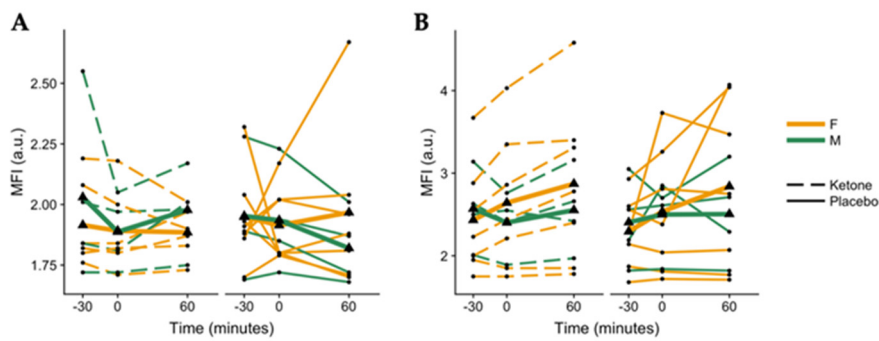 A
B
2.50
2.25
2.00
1.75
MFI (a.u.)
-30 0 60 -30 0 60
Time (minutes)
4
3
2
MFI (a.u.)
-30 0 60 -30 0 60
Time (minutes)
F
M
Ketone
Placebo